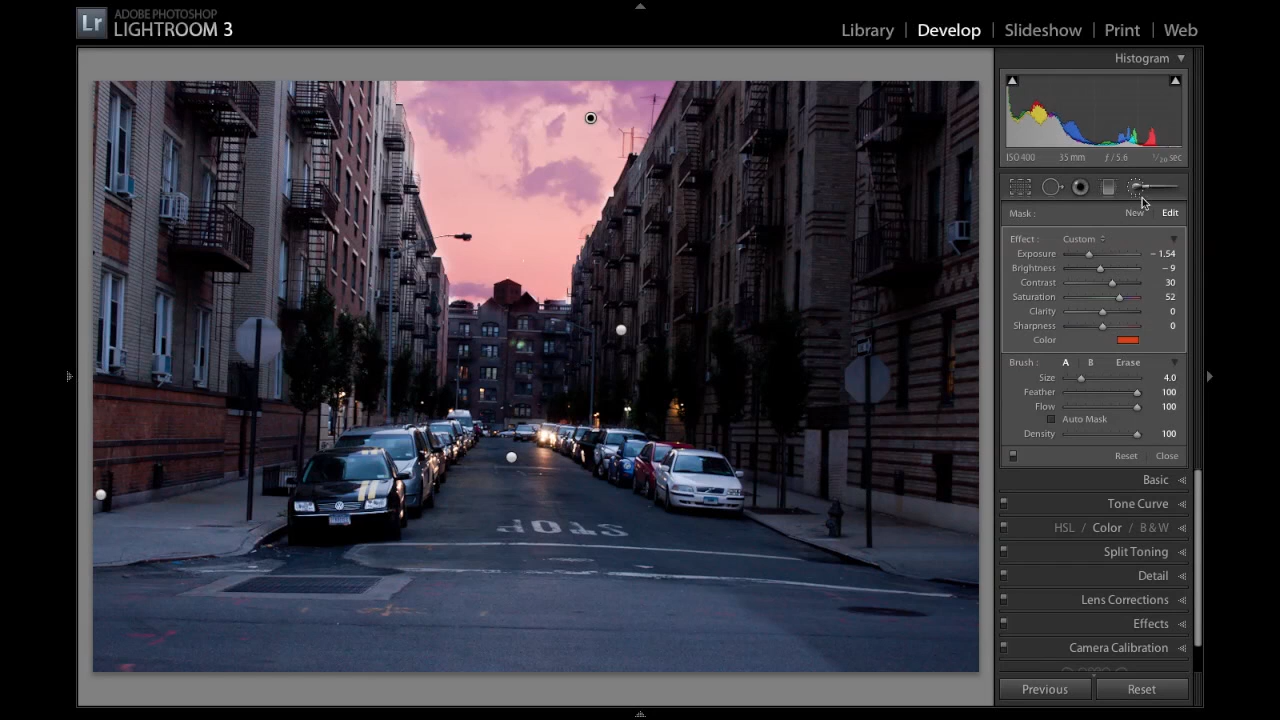 Lr
ADOBE PHOTOSHOP
LIGHTROOM 3
Library | Develop | Slideshow | Print | Web
Histogram
ISO 400 35 mm ƒ / 5.6 1/20 sec
Mask : New Edit
Effect : Custom
Exposure – 1.54
Brightness – 9
Contrast 30
Saturation 52
Clarity 0
Sharpness 0
Color
Brush : A B Erase
Size 4.0
Feather 100
Flow 100
Auto Mask
Density 100
Reset Close
Basic
Tone Curve
HSL / Color / B & W
Split Toning
Detail
Lens Corrections
Effects
Camera Calibration
Previous Reset
STOP